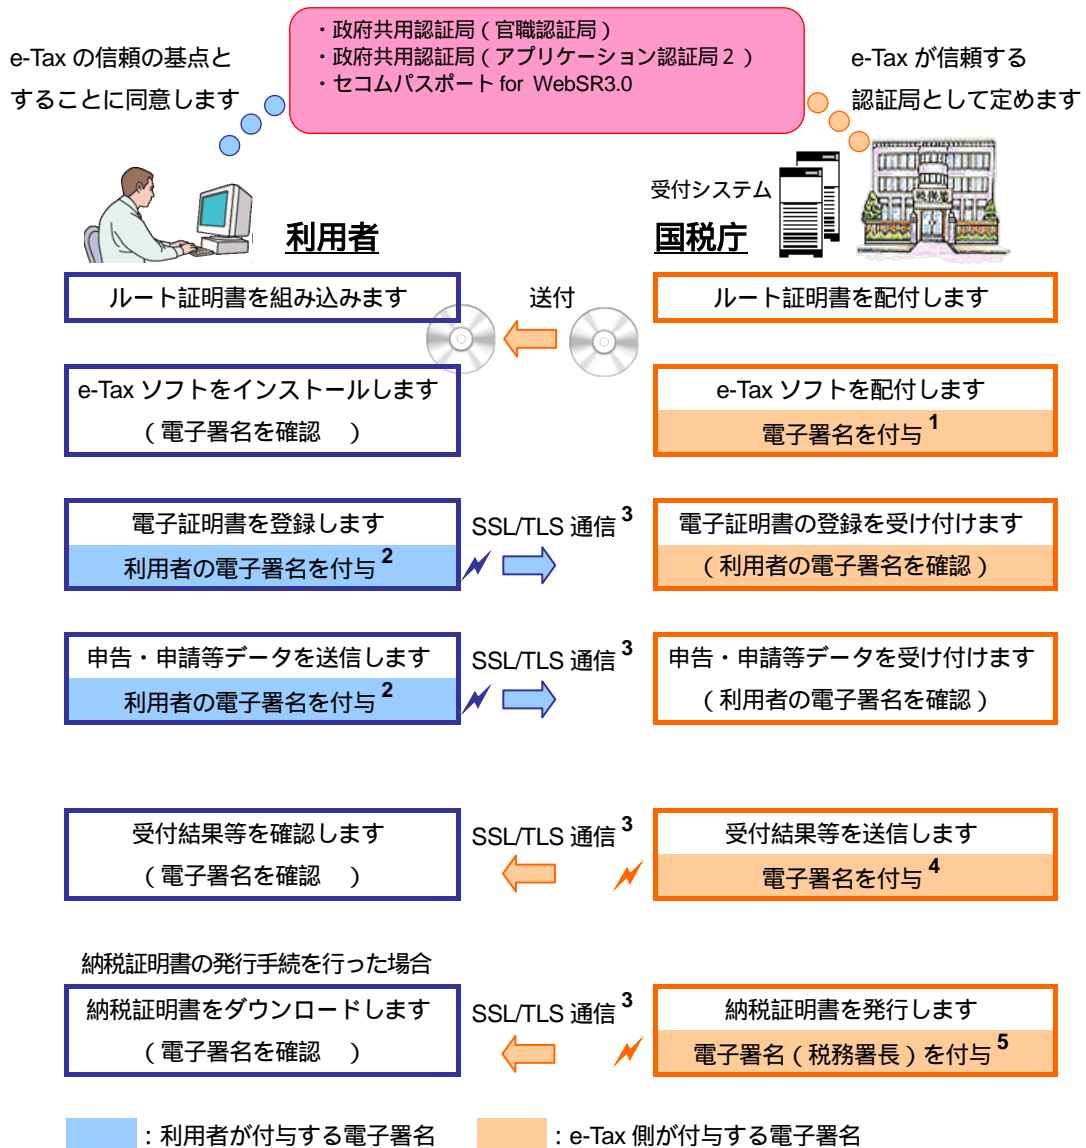 ・政府共用認証局（官職認証局）
・政府共用認証局（アプリケーション認証局２）
・セコムパスポート for WebSR3.0
e-Tax の信頼の基点と
することに同意します
e-Tax が信頼する
認証局として定めます
受付システム
税務署
利用者
国税庁
ルート証明書を組み込みます
送付
ルート証明書を配付します
e-Tax ソフトをインストールします
（電子署名を確認　）
e-Tax ソフトを配付します
電子署名を付与 1
電子証明書を登録します
利用者の電子署名を付与 2
SSL/TLS 通信 3
電子証明書の登録を受け付けます
（利用者の電子署名を確認）
申告・申請等データを送信します
利用者の電子署名を付与 2
SSL/TLS 通信 3
申告・申請等データを受け付けます
（利用者の電子署名を確認）
受付結果等を確認します
（電子署名を確認　）
SSL/TLS 通信 3
受付結果等を送信します
電子署名を付与 4
納税証明書の発行手続を行った場合
納税証明書をダウンロードします
（電子署名を確認　）
SSL/TLS 通信 3
納税証明書を発行します
電子署名（税務署長）を付与 5
：利用者が付与する電子署名
：e-Tax 側が付与する電子署名